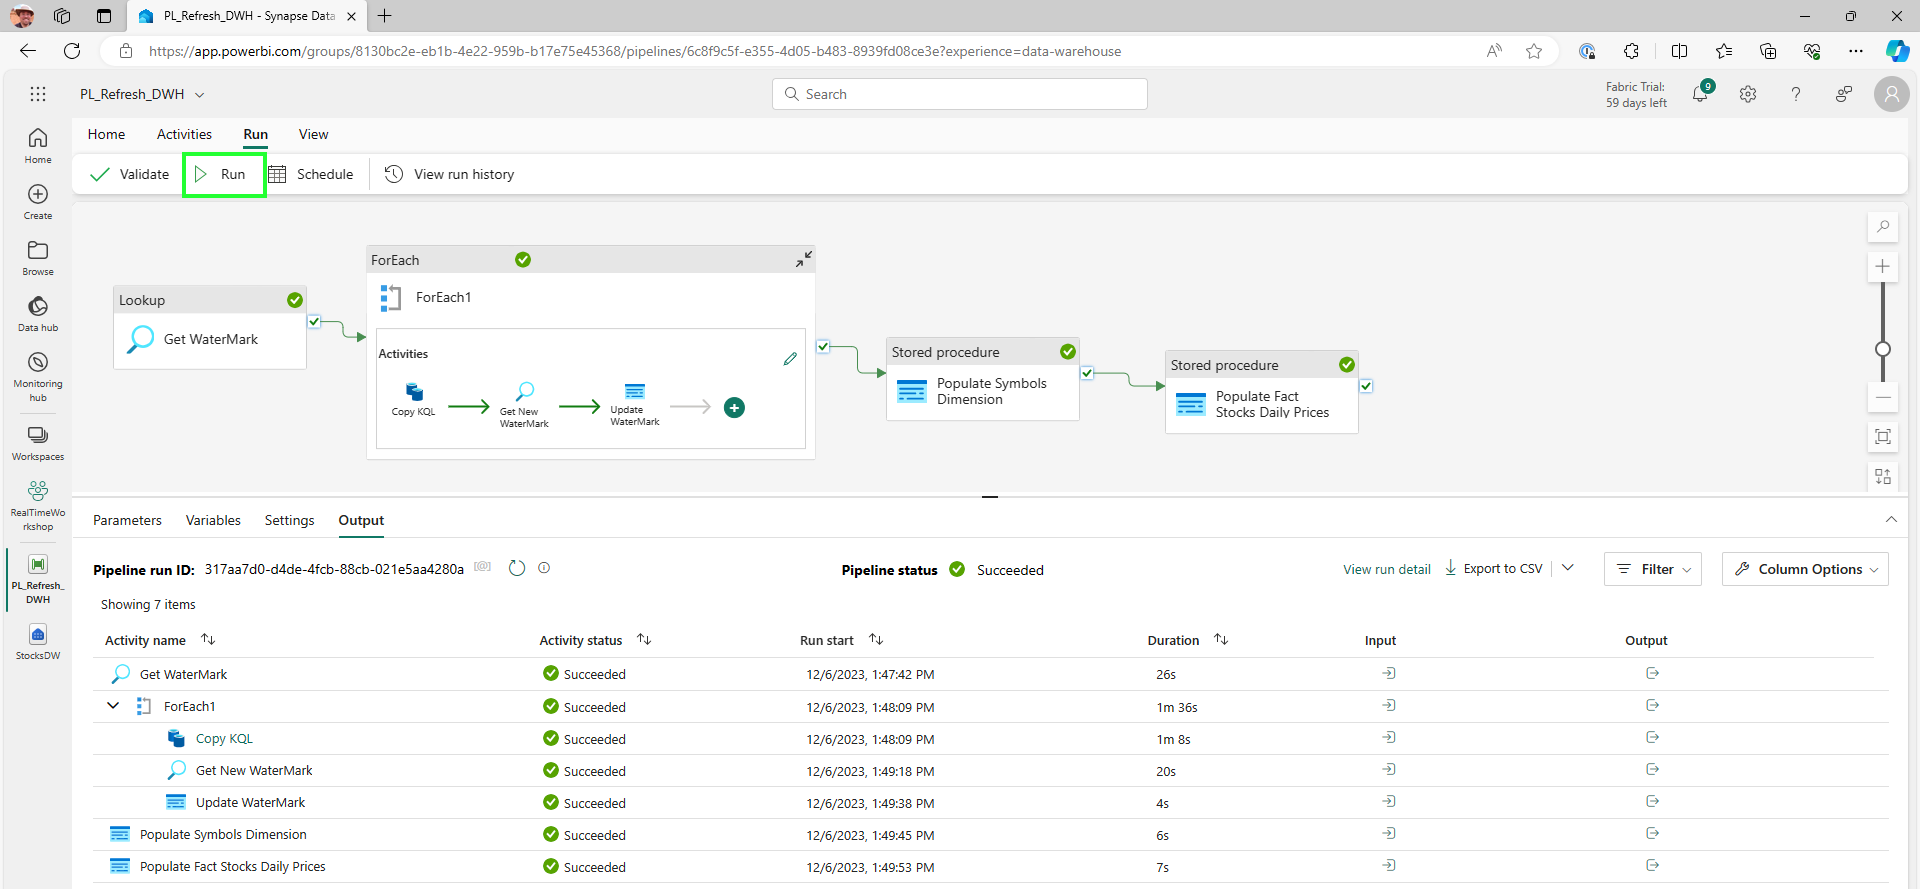 PL_Refresh_DWH - Synapse Data
https://app.powerbi.com/groups/8130bc2e-eb1b-4e22-959b-b17e75e45368/pipelines/6c8f9c5f-e355-4d05-b483-8939fd08ce3e?experience=data-warehouse
PL_Refresh_DWH
Search
Fabric Trial:
59 days left
9
Home
Activities
Run
View
Validate
Run
Schedule
View run history
Home
Create
Browse
Data hub
Monitoring
hub
Workspaces
RealTimeWo
rkshop
PL_Refresh_
DWH
StocksDW
Lookup
Get WaterMark
ForEach
ForEach1
Activities
Copy KQL
Get New
WaterMark
Update
WaterMark
Stored procedure
Populate Symbols
Dimension
Stored procedure
Populate Fact
Stocks Daily Prices
Parameters
Variables
Settings
Output
Pipeline run ID: 317aa7d0-d4de-4fcb-88cb-021e5aa4280a [@]
Pipeline status Succeeded
View run detail
Export to CSV
Filter
Column Options
Showing 7 items
Activity name Activity status Run start Duration Input Output
Get WaterMark Succeeded 12/6/2023, 1:47:42 PM 26s
ForEach1 Succeeded 12/6/2023, 1:48:09 PM 1m 36s
Copy KQL Succeeded 12/6/2023, 1:48:09 PM 1m 8s
Get New WaterMark Succeeded 12/6/2023, 1:49:18 PM 20s
Update WaterMark Succeeded 12/6/2023, 1:49:38 PM 4s
Populate Symbols Dimension Succeeded 12/6/2023, 1:49:45 PM 6s
Populate Fact Stocks Daily Prices Succeeded 12/6/2023, 1:49:53 PM 7s